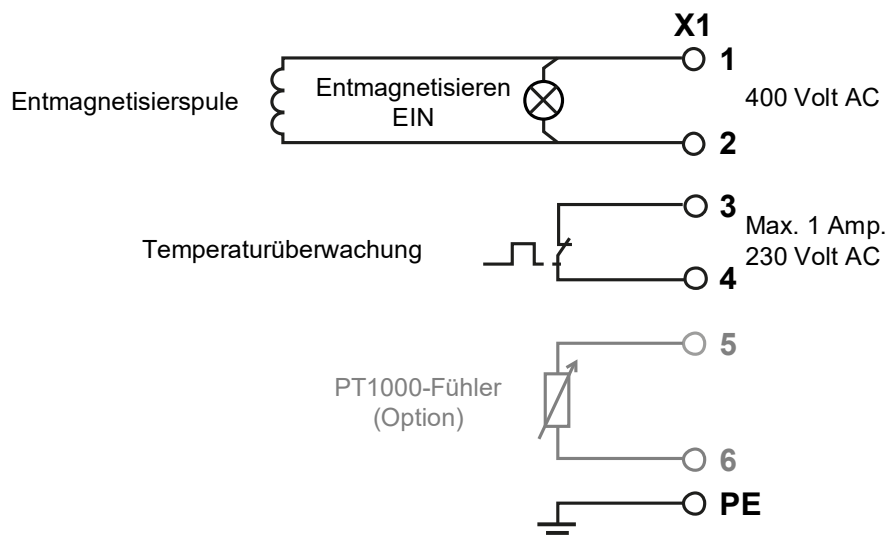 X1
1
Entmagnetisierspule
Entmagnetisieren
EIN
400 Volt AC
2
3
Temperaturüberwachung
Max. 1 Amp.
230 Volt AC
4
5
PT1000-Fühler
(Option)
6
PE